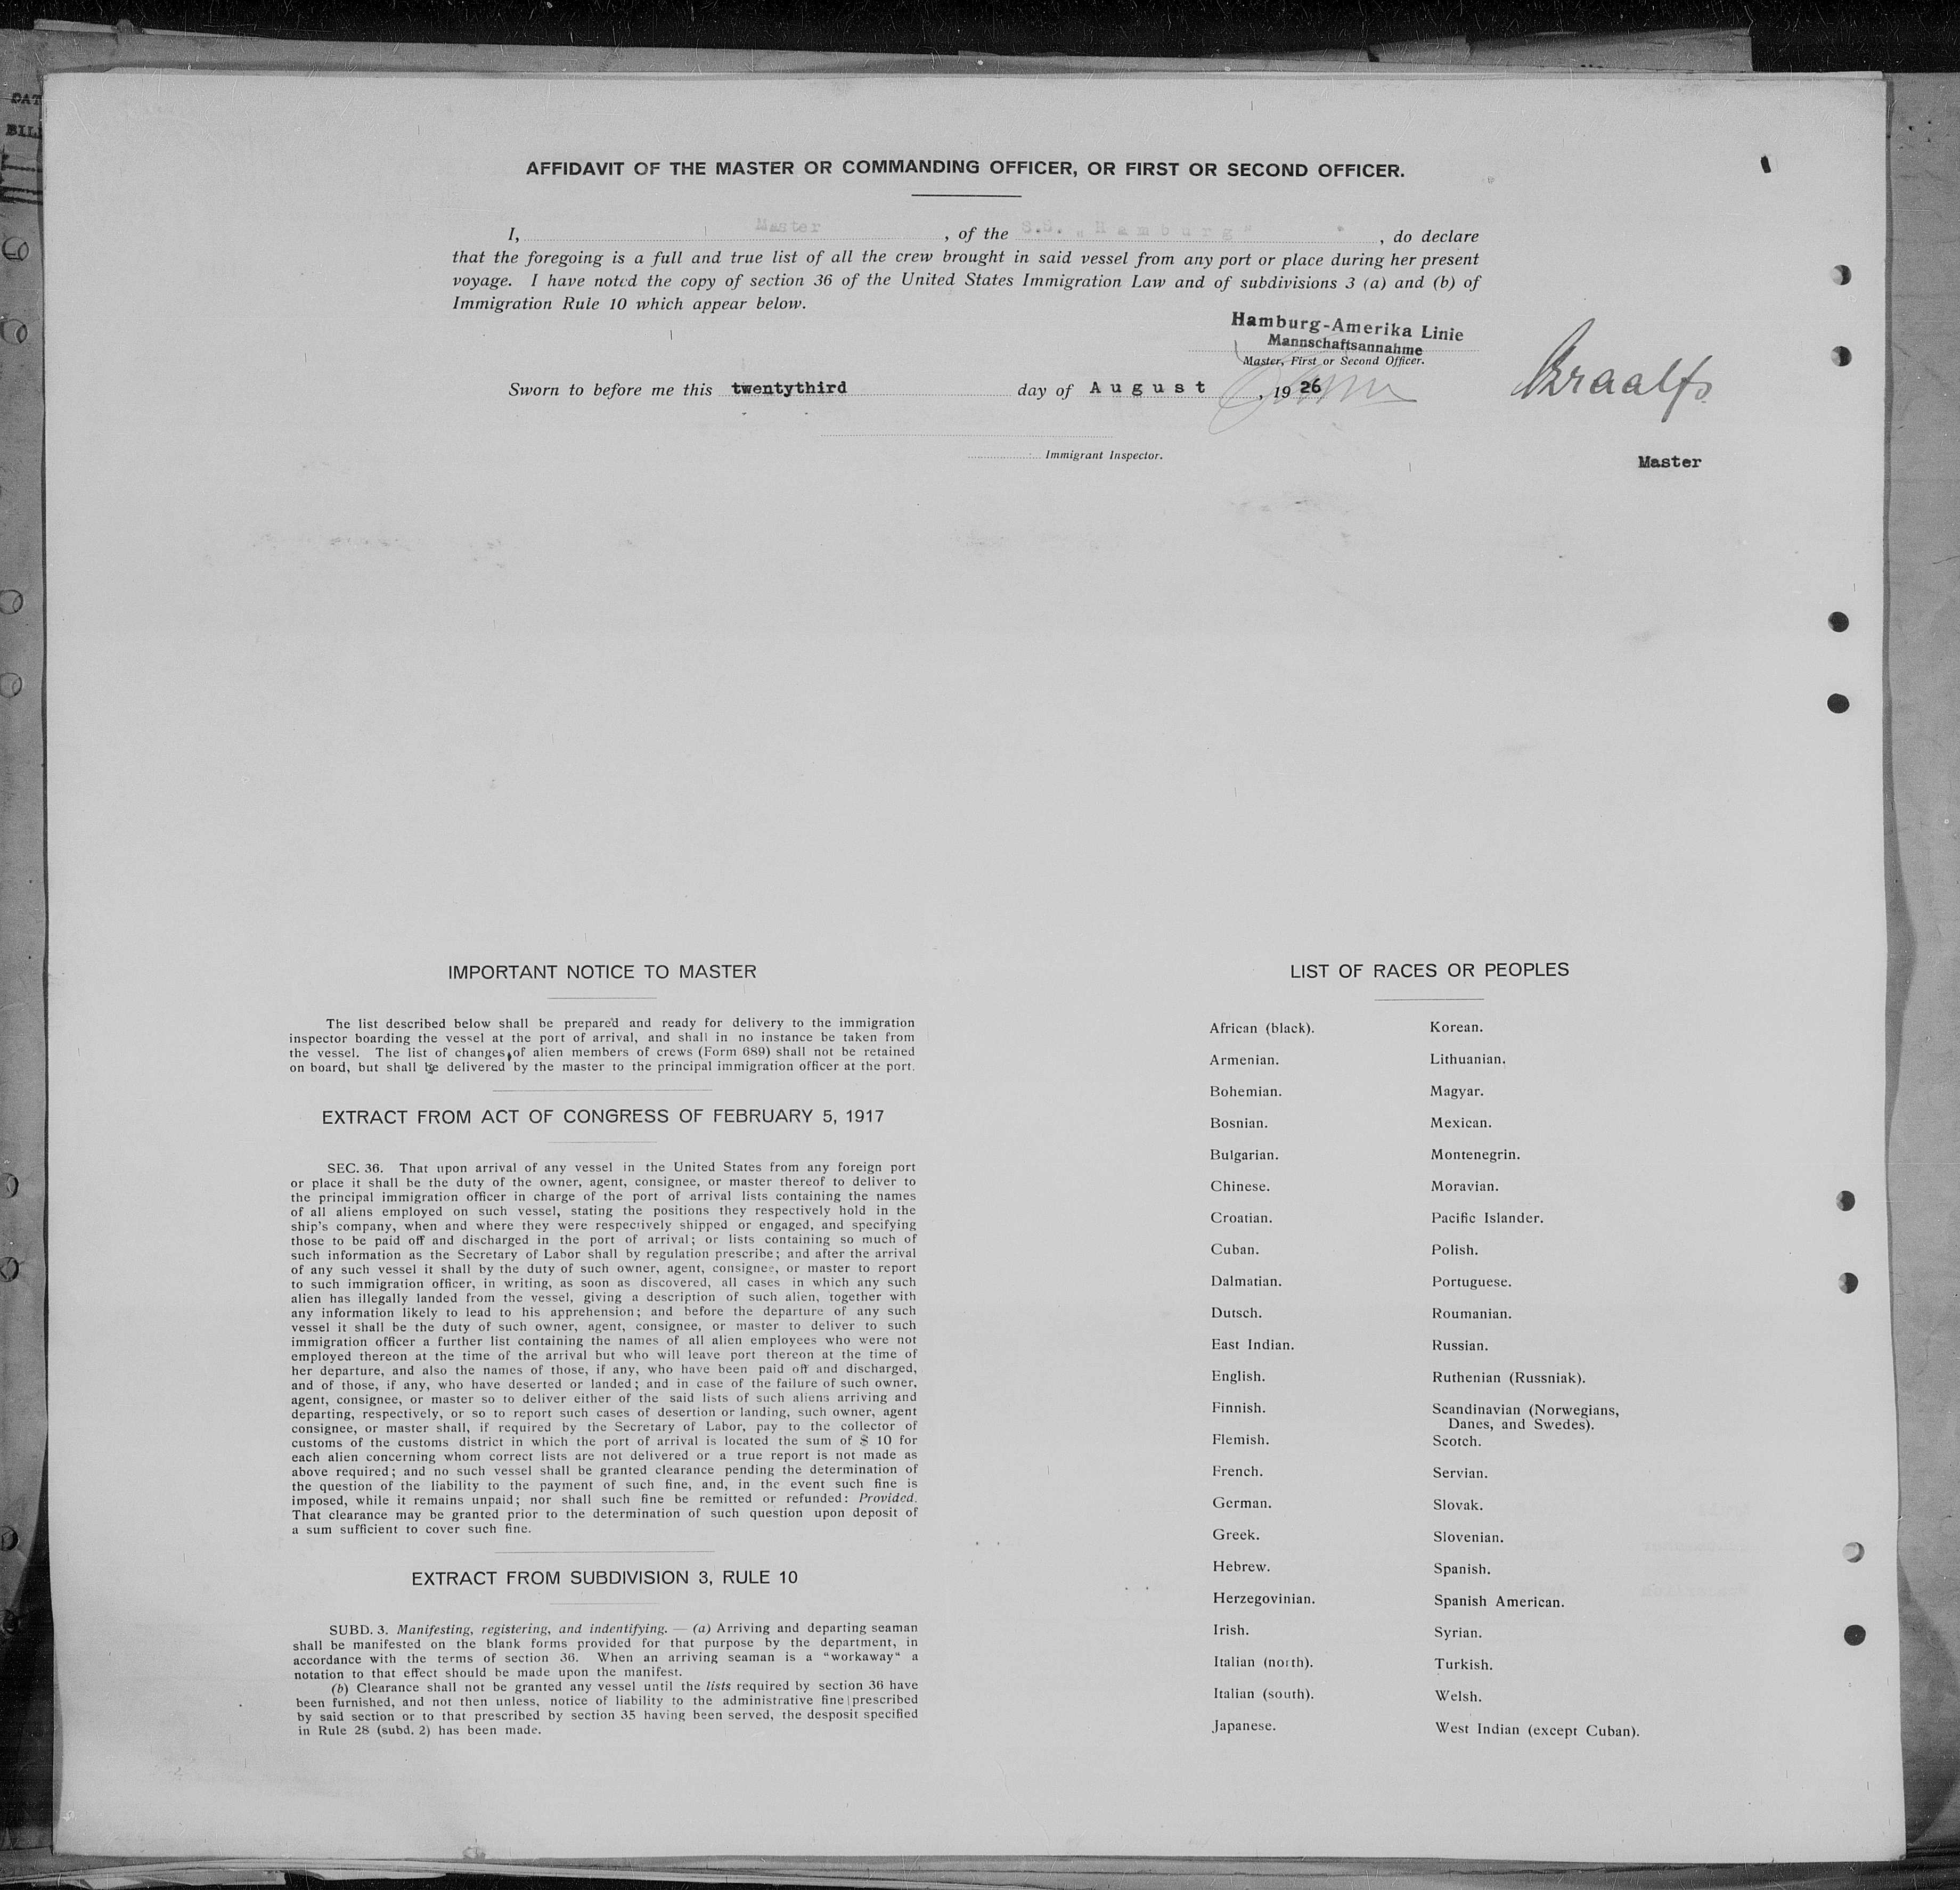 DAT
BILL
AFFIDAVIT OF THE MASTER OR COMMANDING OFFICER, OR FIRST OR SECOND OFFICER.
I, Master , of the S.S. „Hamburg" , do declare
that the foregoing is a full and true list of all the crew brought in said vessel from any port or place during her present
voyage. I have noted the copy of section 36 of the United States Immigration Law and of subdivisions 3 (a) and (b) of
Immigration Rule 10 which appear below.
Hamburg-Amerika Linie
Mannschaftsannahme
Master, First or Second Officer.
Sworn to before me this twentythird day of August , 19 26
Immigrant Inspector.
Master
IMPORTANT NOTICE TO MASTER
The list described below shall be prepared and ready for delivery to the immigration
inspector boarding the vessel at the port of arrival, and shall in no instance be taken from
the vessel. The list of changes of alien members of crews (Form 689) shall not be retained
on board, but shall be delivered by the master to the principal immigration officer at the port.
EXTRACT FROM ACT OF CONGRESS OF FEBRUARY 5, 1917
SEC. 36. That upon arrival of any vessel in the United States from any foreign port
or place it shall be the duty of the owner, agent, consignee, or master thereof to deliver to
the principal immigration officer in charge of the port of arrival lists containing the names
of all aliens employed on such vessel, stating the positions they respectively hold in the
ship's company, when and where they were respectively shipped or engaged, and specifying
those to be paid off and discharged in the port of arrival; or lists containing so much of
such information as the Secretary of Labor shall by regulation prescribe; and after the arrival
of any such vessel it shall by the duty of such owner, agent, consignee, or master to report
to such immigration officer, in writing, as soon as discovered, all cases in which any such
alien has illegally landed from the vessel, giving a description of such alien, together with
any information likely to lead to his apprehension; and before the departure of any such
vessel it shall be the duty of such owner, agent, consignee, or master to deliver to such
immigration officer a further list containing the names of all alien employees who were not
employed thereon at the time of the arrival but who will leave port thereon at the time of
her departure, and also the names of those, if any, who have been paid off and discharged,
and of those, if any, who have deserted or landed; and in case of the failure of such owner,
agent, consignee, or master so to deliver either of the said lists of such aliens arriving and
departing, respectively, or so to report such cases of desertion or landing, such owner, agent
consignee, or master shall, if required by the Secretary of Labor, pay to the collector of
customs of the customs district in which the port of arrival is located the sum of $ 10 for
each alien concerning whom correct lists are not delivered or a true report is not made as
above required; and no such vessel shall be granted clearance pending the determination of
the question of the liability to the payment of such fine, and, in the event such fine is
imposed, while it remains unpaid; nor shall such fine be remitted or refunded: Provided.
That clearance may be granted prior to the determination of such question upon deposit of
a sum sufficient to cover such fine.
EXTRACT FROM SUBDIVISION 3, RULE 10
SUBD. 3. Manifesting, registering, and indentifying. — (a) Arriving and departing seaman
shall be manifested on the blank forms provided for that purpose by the department, in
accordance with the terms of section 36. When an arriving seaman is a "workaway" a
notation to that effect should be made upon the manifest.
(b) Clearance shall not be granted any vessel until the lists required by section 36 have
been furnished, and not then unless, notice of liability to the administrative fine prescribed
by said section or to that prescribed by section 35 having been served, the desposit specified
in Rule 28 (subd. 2) has been made.
LIST OF RACES OR PEOPLES
African (black).
Armenian.
Bohemian.
Bosnian.
Bulgarian.
Chinese.
Croatian.
Cuban.
Dalmatian.
Dutsch.
East Indian.
English.
Finnish.
Flemish.
French.
German.
Greek.
Hebrew.
Herzegovinian.
Irish.
Italian (north).
Italian (south).
Japanese.
Korean.
Lithuanian.
Magyar.
Mexican.
Montenegrin.
Moravian.
Pacific Islander.
Polish.
Portuguese.
Roumanian.
Russian.
Ruthenian (Russniak).
Scandinavian (Norwegians,
Danes, and Swedes).
Scotch.
Servian.
Slovak.
Slovenian.
Spanish.
Spanish American.
Syrian.
Turkish.
Welsh.
West Indian (except Cuban).